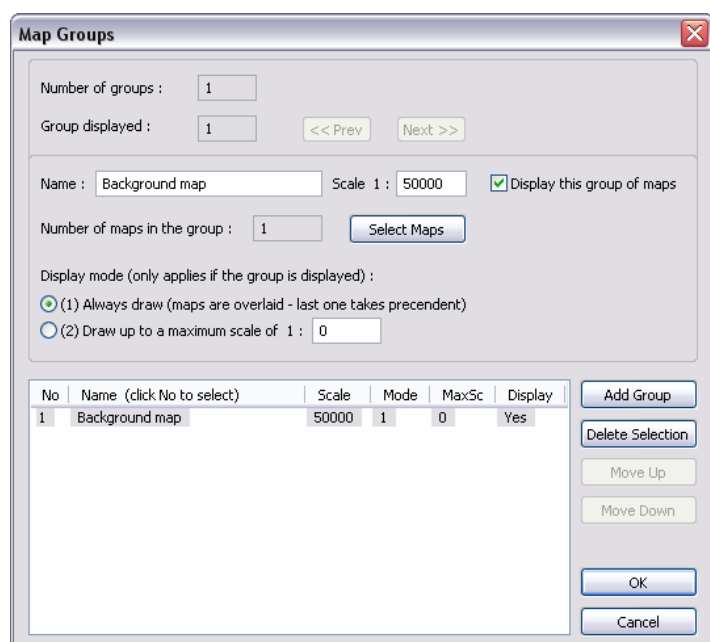 Map Groups
Number of groups : 1
Group displayed : 1 << Prev Next >>
Name : Background map Scale 1 : 50000 Display this group of maps
Number of maps in the group : 1 Select Maps
Display mode (only applies if the group is displayed) :
(1) Always draw (maps are overlaid - last one takes precendent)
(2) Draw up to a maximum scale of 1 : 0
No Name (click No to select) Scale Mode MaxSc Display Add Group
1 Background map 50000 1 0 Yes
Delete Selection
Move Up
Move Down
OK
Cancel